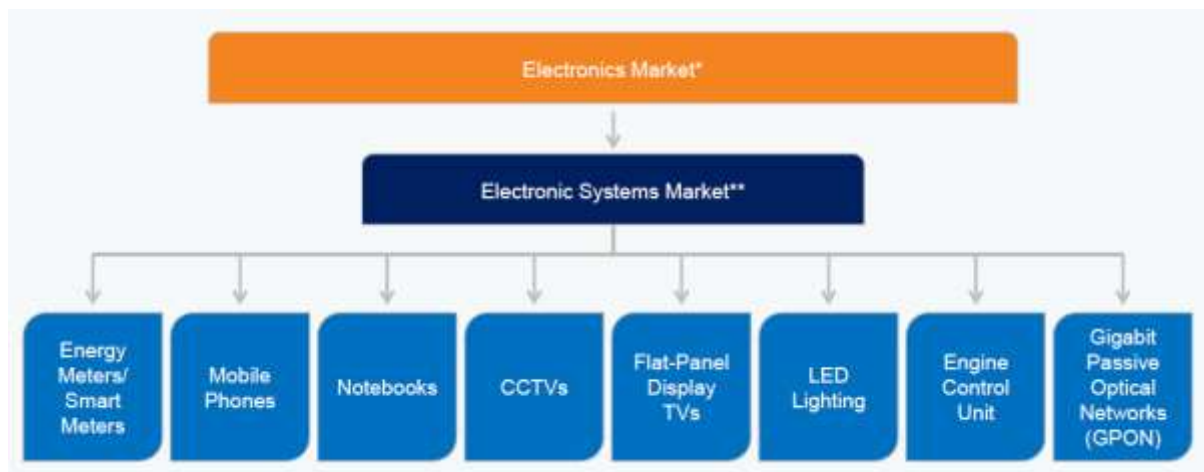 Electronics Market*
Electronic Systems Market**
Energy
Meters/
Smart
Meters
Mobile
Phones
Notebooks
CCTVs
Flat-Panel
Display
TVs
LED
Lighting
Engine
Control
Unit
Gigabit
Passive
Optical
Networks
(GPON)